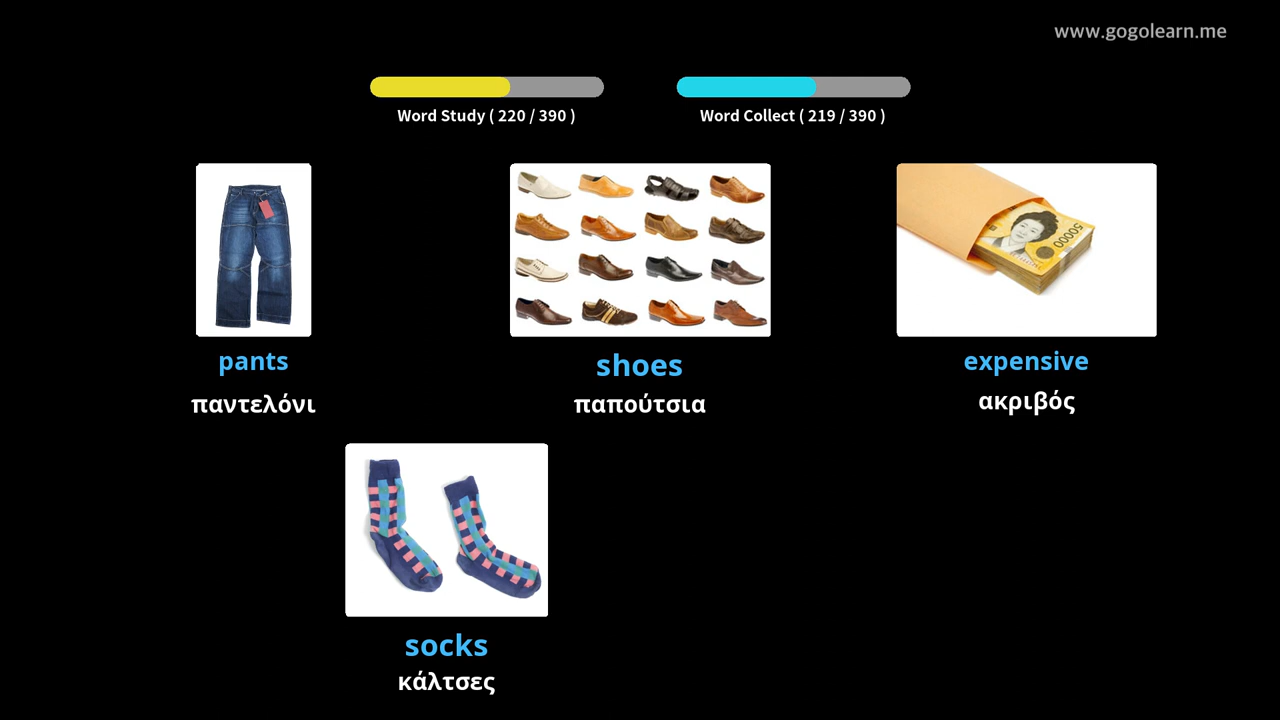 www.gogolearn.me
Word Study ( 220 / 390 )
Word Collect ( 219 / 390 )
50000
pants
shoes
expensive
παντελόνι
παπούτσια
ακριβός
socks
κάλτσες